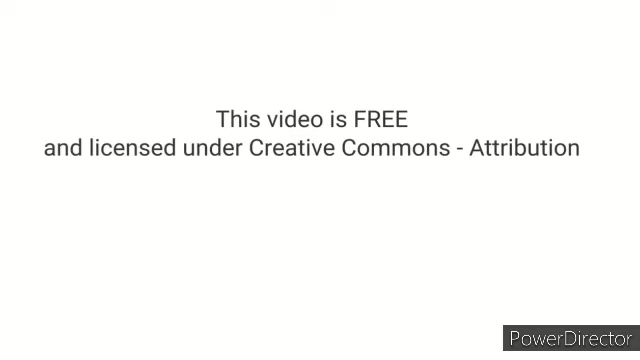 This video is FREE
and licensed under Creative Commons - Attribution
PowerDirector